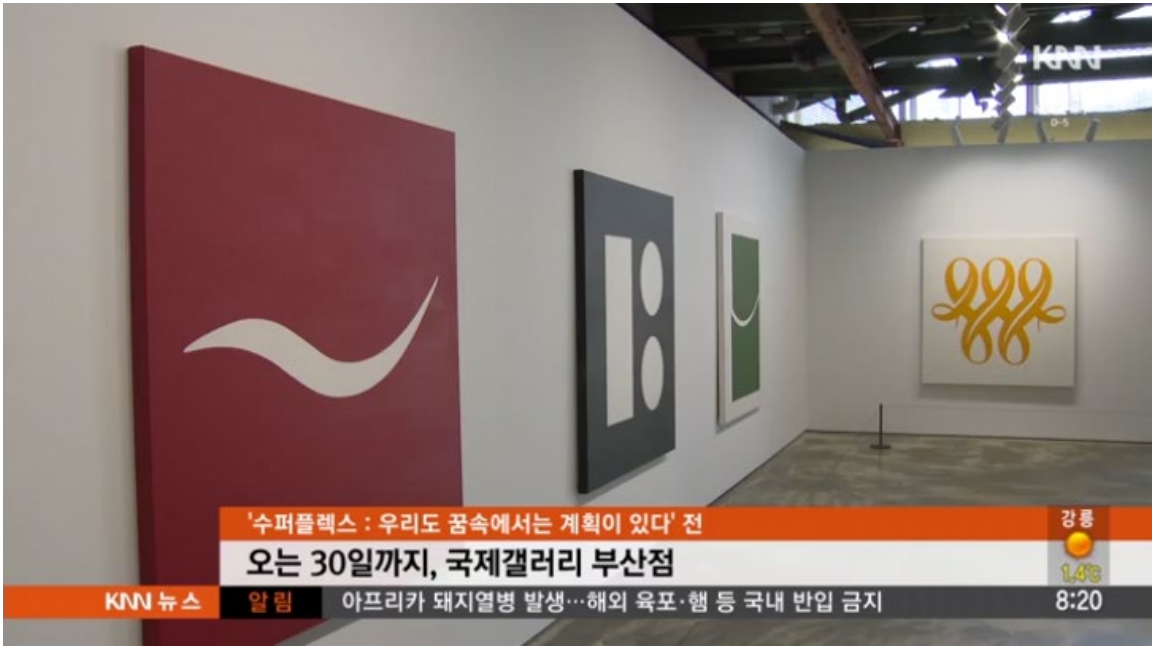 KNN
D-5
'수퍼플렉스 : 우리도 꿈속에서는 계획이 있다' 전
오는 30일까지, 국제갤러리 부산점
강릉
1.4℃
KNN 뉴스
알 림
아프리카 돼지열병 발생…해외 육포·햄 등 국내 반입 금지
8:20